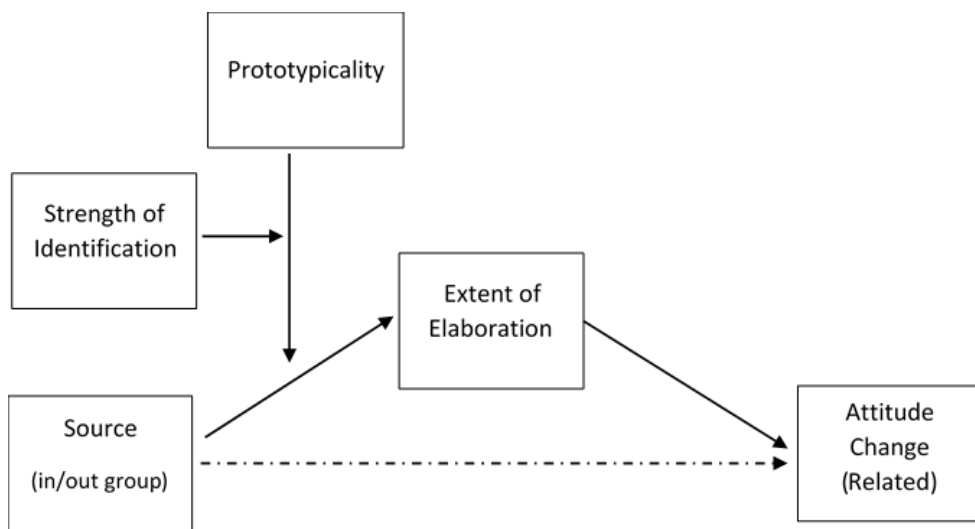 Prototypicality
Strength of
Identification
Extent of
Elaboration
Source
(in/out group)
Attitude
Change
(Related)